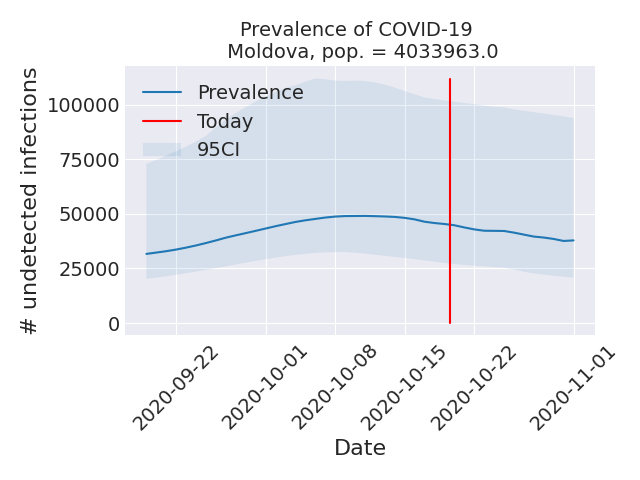 Prevalence of COVID-19
Moldova, pop. = 4033963.0
Prevalence
Today
95CI
# undetected infections
100000
75000
50000
25000
0
2020-09-22
2020-10-01
2020-10-08
2020-10-15
2020-10-22
2020-11-01
Date